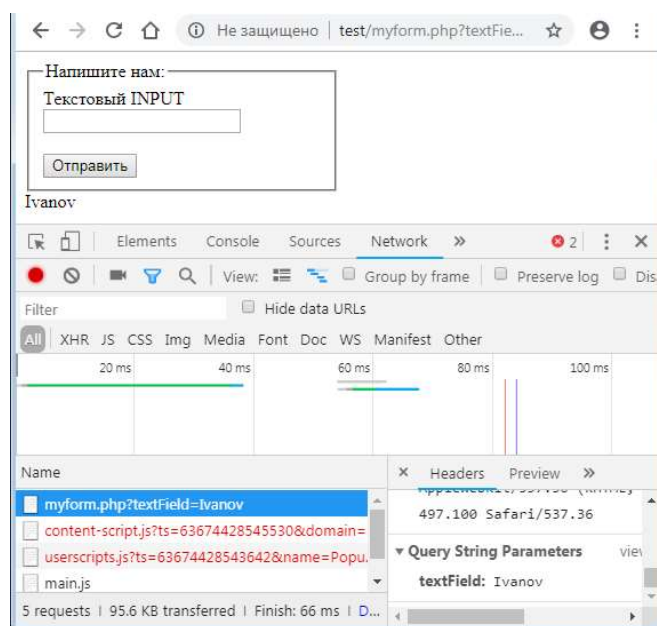 Не защищено | test/myform.php?textFie...
Напишите нам:
Текстовый INPUT
Отправить
Ivanov
Elements Console Sources Network » 2
View: Group by frame Preserve log Dis
Filter Hide data URLs
All XHR JS CSS Img Media Font Doc WS Manifest Other
20 ms 40 ms 60 ms 80 ms 100 ms
Name
× Headers Preview »
myform.php?textField=Ivanov
content-script.js?ts=63674428545530&domain=
userscripts.js?ts=63674428543642&name=Popu.
main.js
5 requests | 95.6 KB transferred | Finish: 66 ms | D...
497.100 Safari/537.36
Query String Parameters view
textField: Ivanov